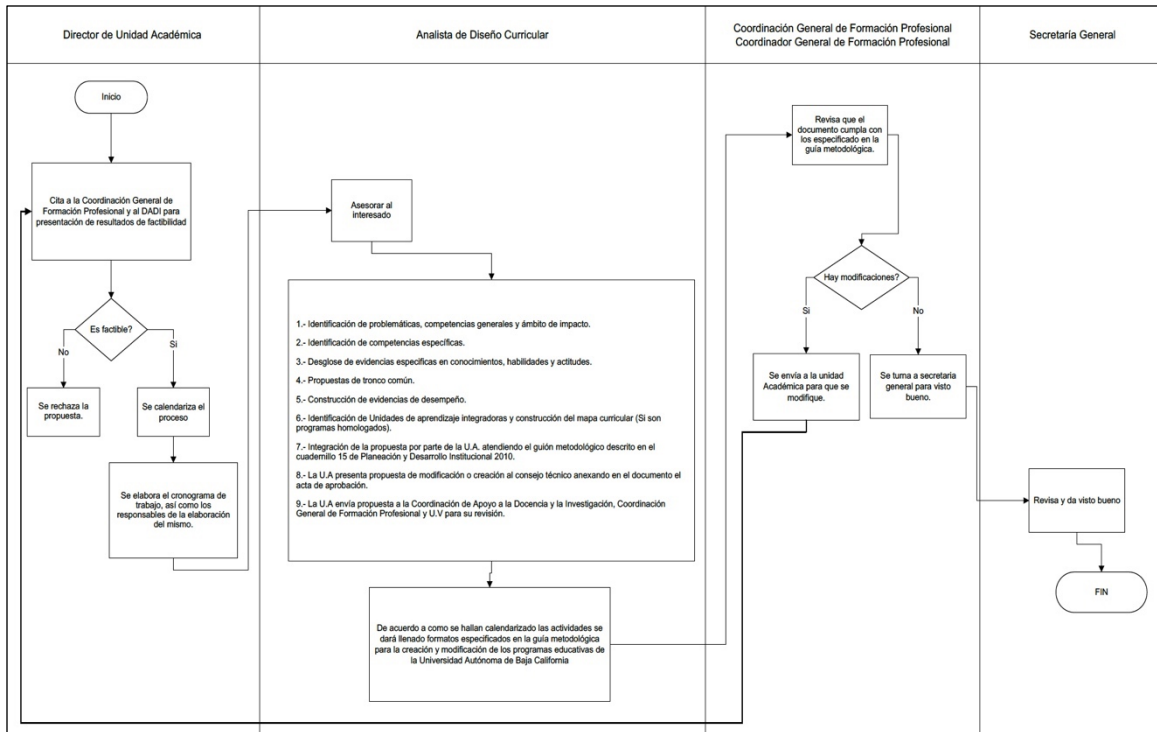 Director de Unidad Académica
Analista de Diseño Curricular
Coordinación General de Formación Profesional
Coordinador General de Formación Profesional
Secretaría General
Inicio
Cita a la Coordinación General de
Formación Profesional y al DADI para
presentación de resultados de factibilidad
Es factible?
No
Si
Se rechaza la
propuesta.
Se calendariza el
proceso
Se elabora el cronograma de
trabajo, así como los
responsables de la elaboración
del mismo.
Asesorar al
interesado
1.- Identificación de problemáticas, competencias generales y ámbito de impacto.
2.- Identificación de competencias específicas.
3.- Desglose de evidencias especificas en conocimientos, habilidades y actitudes.
4.- Propuestas de tronco común.
5.- Construcción de evidencias de desempeño.
6.- Identificación de Unidades de aprendizaje integradoras y construcción del mapa curricular (Si son
programas homologados).
7.- Integración de la propuesta por parte de la U.A. atendiendo el guión metodológico descrito en el
cuadernillo 15 de Planeación y Desarrollo Institucional 2010.
8.- La U.A presenta propuesta de modificación o creación al consejo técnico anexando en el documento el
acta de aprobación.
9.- La U.A envía propuesta a la Coordinación de Apoyo a la Docencia y la Investigación, Coordinación
General de Formación Profesional y U.V para su revisión.
De acuerdo a como se hallan calendarizado las actividades se
dará llenado formatos especificados en la guía metodológica
para la creación y modificación de los programas educativas de
la Universidad Autónoma de Baja California
Revisa que el
documento cumpla con
los especificado en la
guía metodológica.
Hay modificaciones?
Si
No
Se envía a la unidad
Académica para que se
modifique.
Se turna a secretaria
general para visto
bueno.
Revisa y da visto bueno
FIN